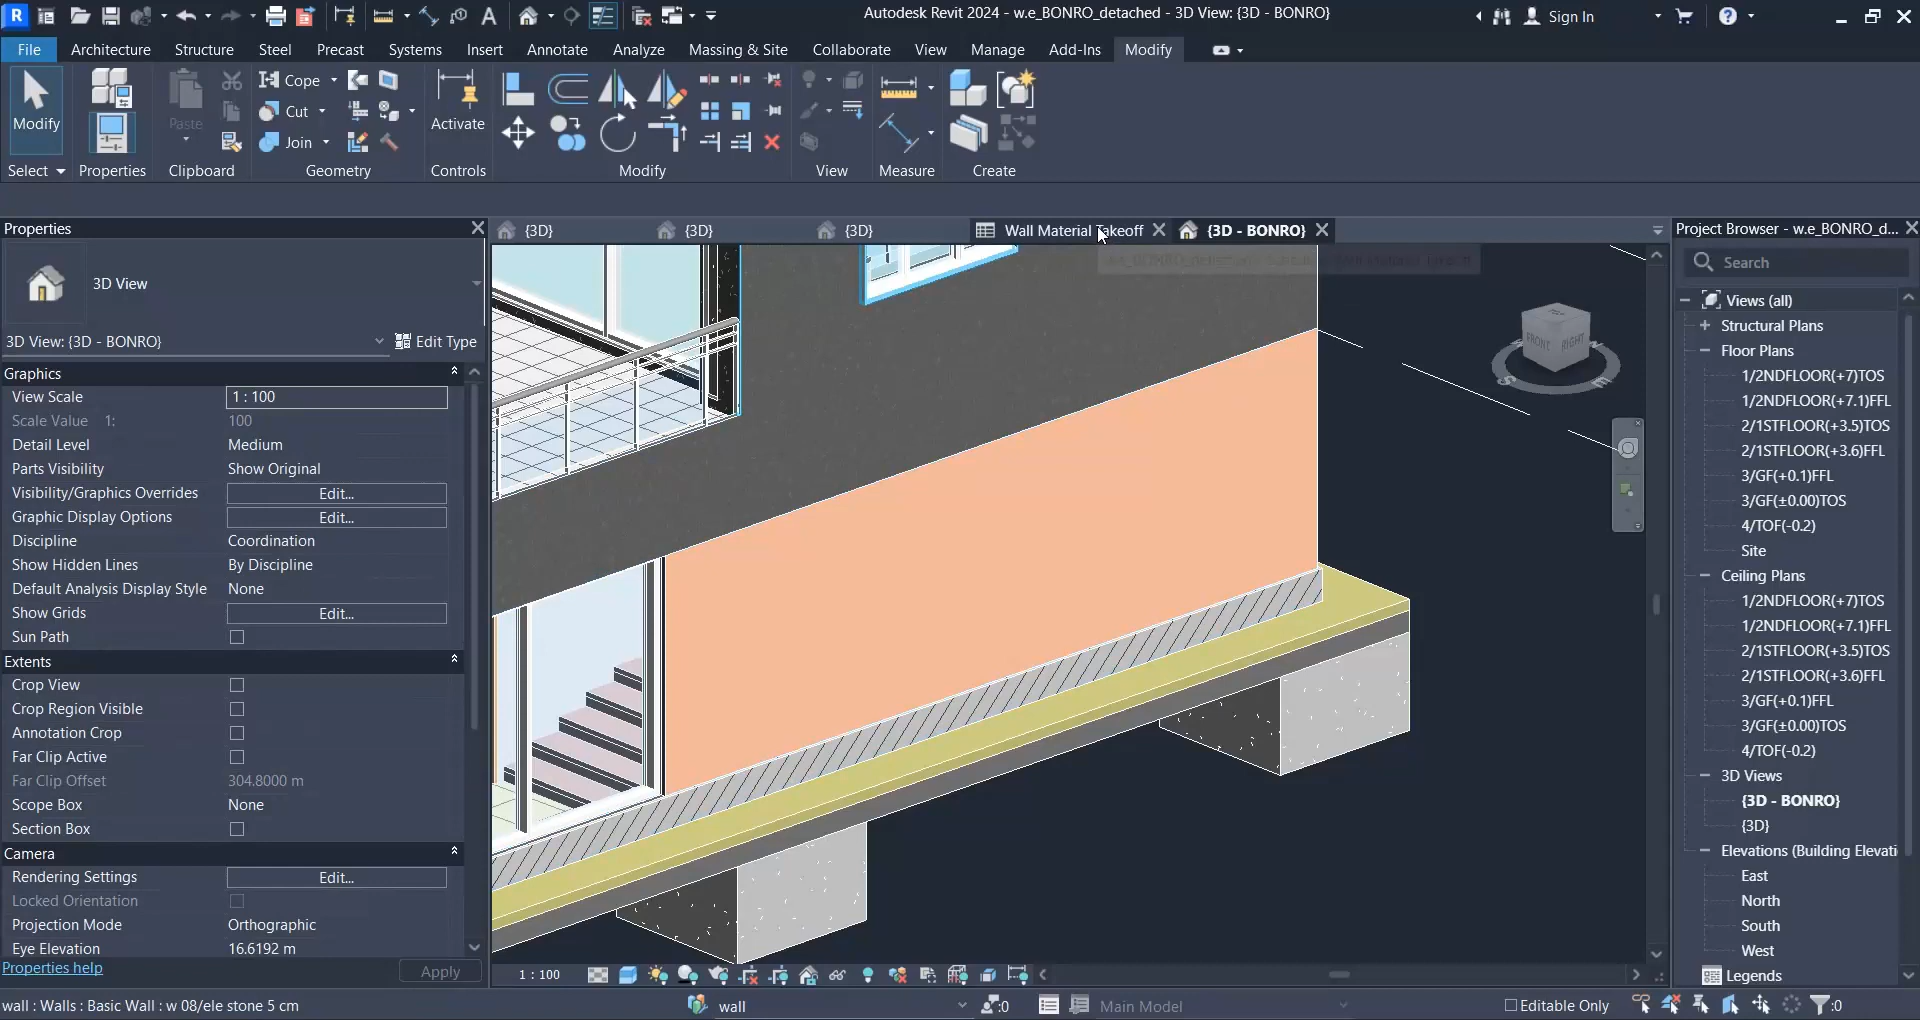 Autodesk Revit 2024 - w.e_BONRO_detached - 3D View: {3D - BONRO}
Sign In
File Architecture Structure Steel Precast Systems Insert Annotate Analyze Massing & Site Collaborate View Manage Add-Ins Modify
Modify
Paste
Cope
Cut
Join
Activate
Select Properties Clipboard Geometry Controls Modify View Measure Create
Properties
3D View
3D View: {3D - BONRO} Edit Type
Graphics
View Scale 1 : 100
Scale Value 1: 100
Detail Level Medium
Parts Visibility Show Original
Visibility/Graphics Overrides Edit...
Graphic Display Options Edit...
Discipline Coordination
Show Hidden Lines By Discipline
Default Analysis Display Style None
Show Grids Edit...
Sun Path
Extents
Crop View
Crop Region Visible
Annotation Crop
Far Clip Active
Far Clip Offset 304.8000 m
Scope Box None
Section Box
Camera
Rendering Settings Edit...
Locked Orientation
Projection Mode Orthographic
Eye Elevation 16.6192 m
Properties help Apply
{3D} {3D} {3D} Wall Material Takeoff {3D - BONRO}
TOP
FRONT RIGHT
S E
1 : 100
Project Browser - w.e_BONRO_d...
Search
Views (all)
Structural Plans
Floor Plans
1/2NDFLOOR(+7)TOS
1/2NDFLOOR(+7.1)FFL
2/1STFLOOR(+3.5)TOS
2/1STFLOOR(+3.6)FFL
3/GF(+0.1)FFL
3/GF(±0.00)TOS
4/TOF(-0.2)
Site
Ceiling Plans
1/2NDFLOOR(+7)TOS
1/2NDFLOOR(+7.1)FFL
2/1STFLOOR(+3.5)TOS
2/1STFLOOR(+3.6)FFL
3/GF(+0.1)FFL
3/GF(±0.00)TOS
4/TOF(-0.2)
3D Views
{3D - BONRO}
{3D}
Elevations (Building Elevati
East
North
South
West
Legends
wall : Walls : Basic Wall : w 08/ele stone 5 cm
wall
:0
Main Model
Editable Only
:0